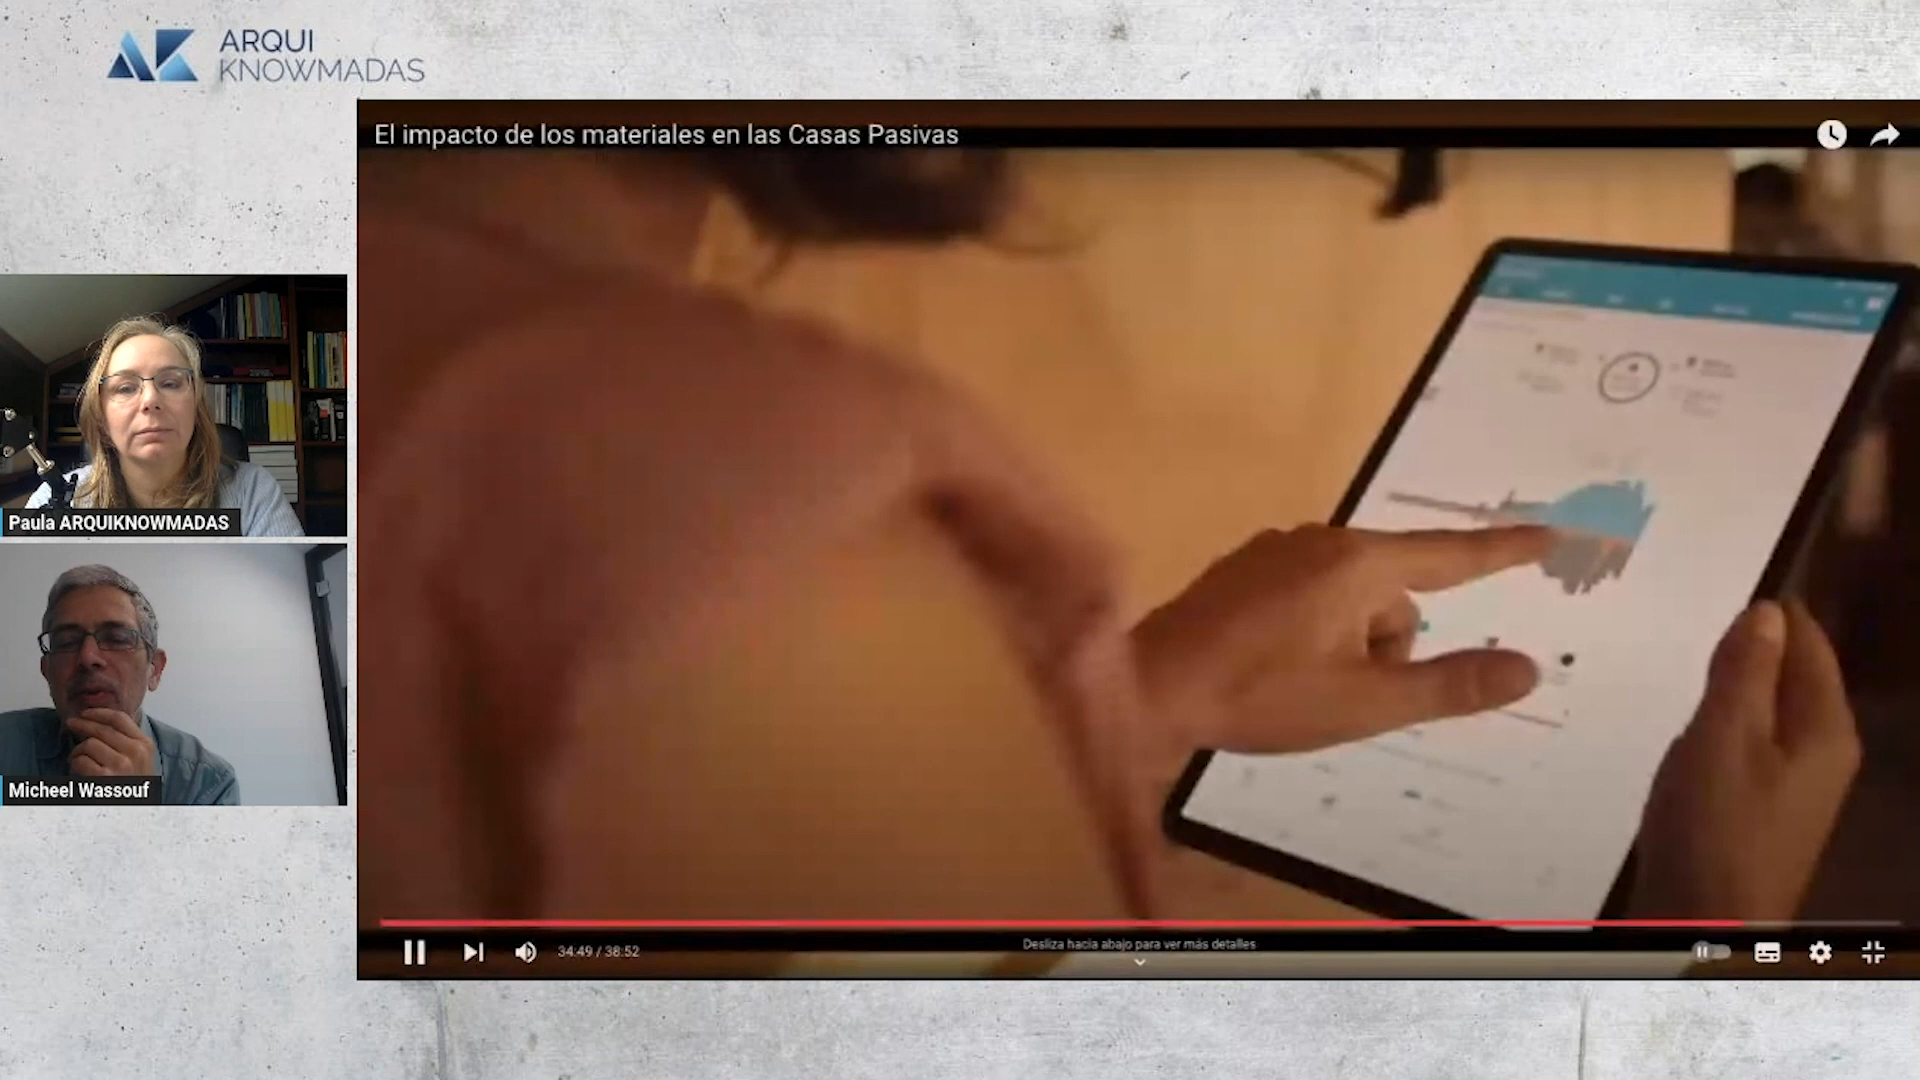 ARQUI
KNOWMADAS
El impacto de los materiales en las Casas Pasivas
Paula ARQUIKNOWMADAS
Micheel Wassouf
34:49 / 38:52
Desliza hacia abajo para ver más detalles